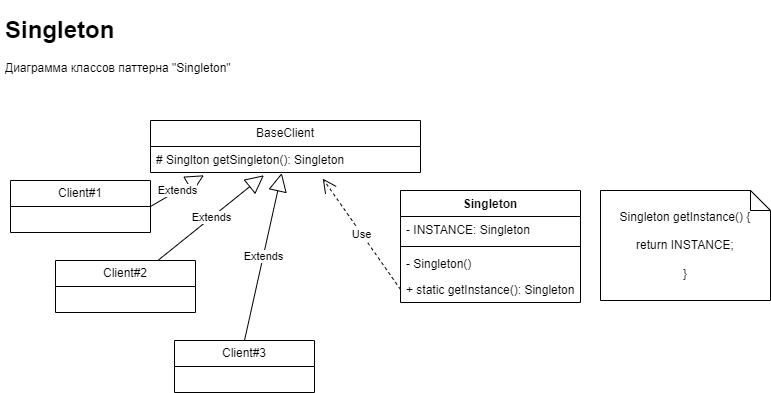 Singleton
Диаграмма классов паттерна "Singleton"
BaseClient
# Singlton getSingleton(): Singleton
Client#1
Extends
Client#2
Extends
Client#3
Extends
Use
Singleton
- INSTANCE: Singleton
- Singleton()
+ static getInstance(): Singleton
Singleton getInstance() {
return INSTANCE;
}